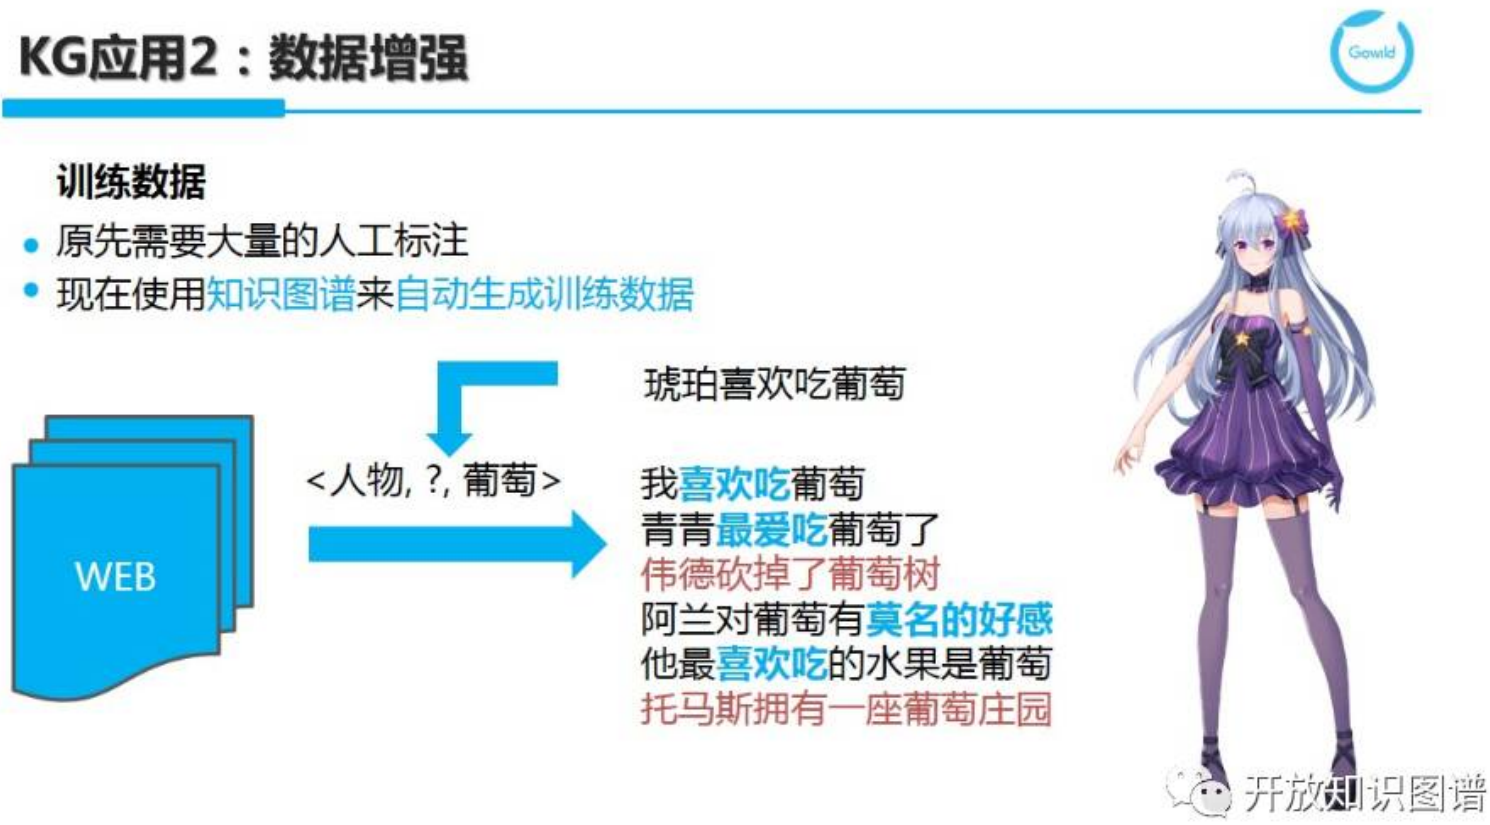 KG应用2：数据增强
Gowild
训练数据
原先需要大量的人工标注
现在使用知识图谱来自动生成训练数据
琥珀喜欢吃葡萄
<人物, ?, 葡萄>
WEB
我喜欢吃葡萄
青青最爱吃葡萄了
伟德砍掉了葡萄树
阿兰对葡萄有莫名的好感
他最喜欢吃的水果是葡萄
托马斯拥有一座葡萄庄园
开放知识图谱